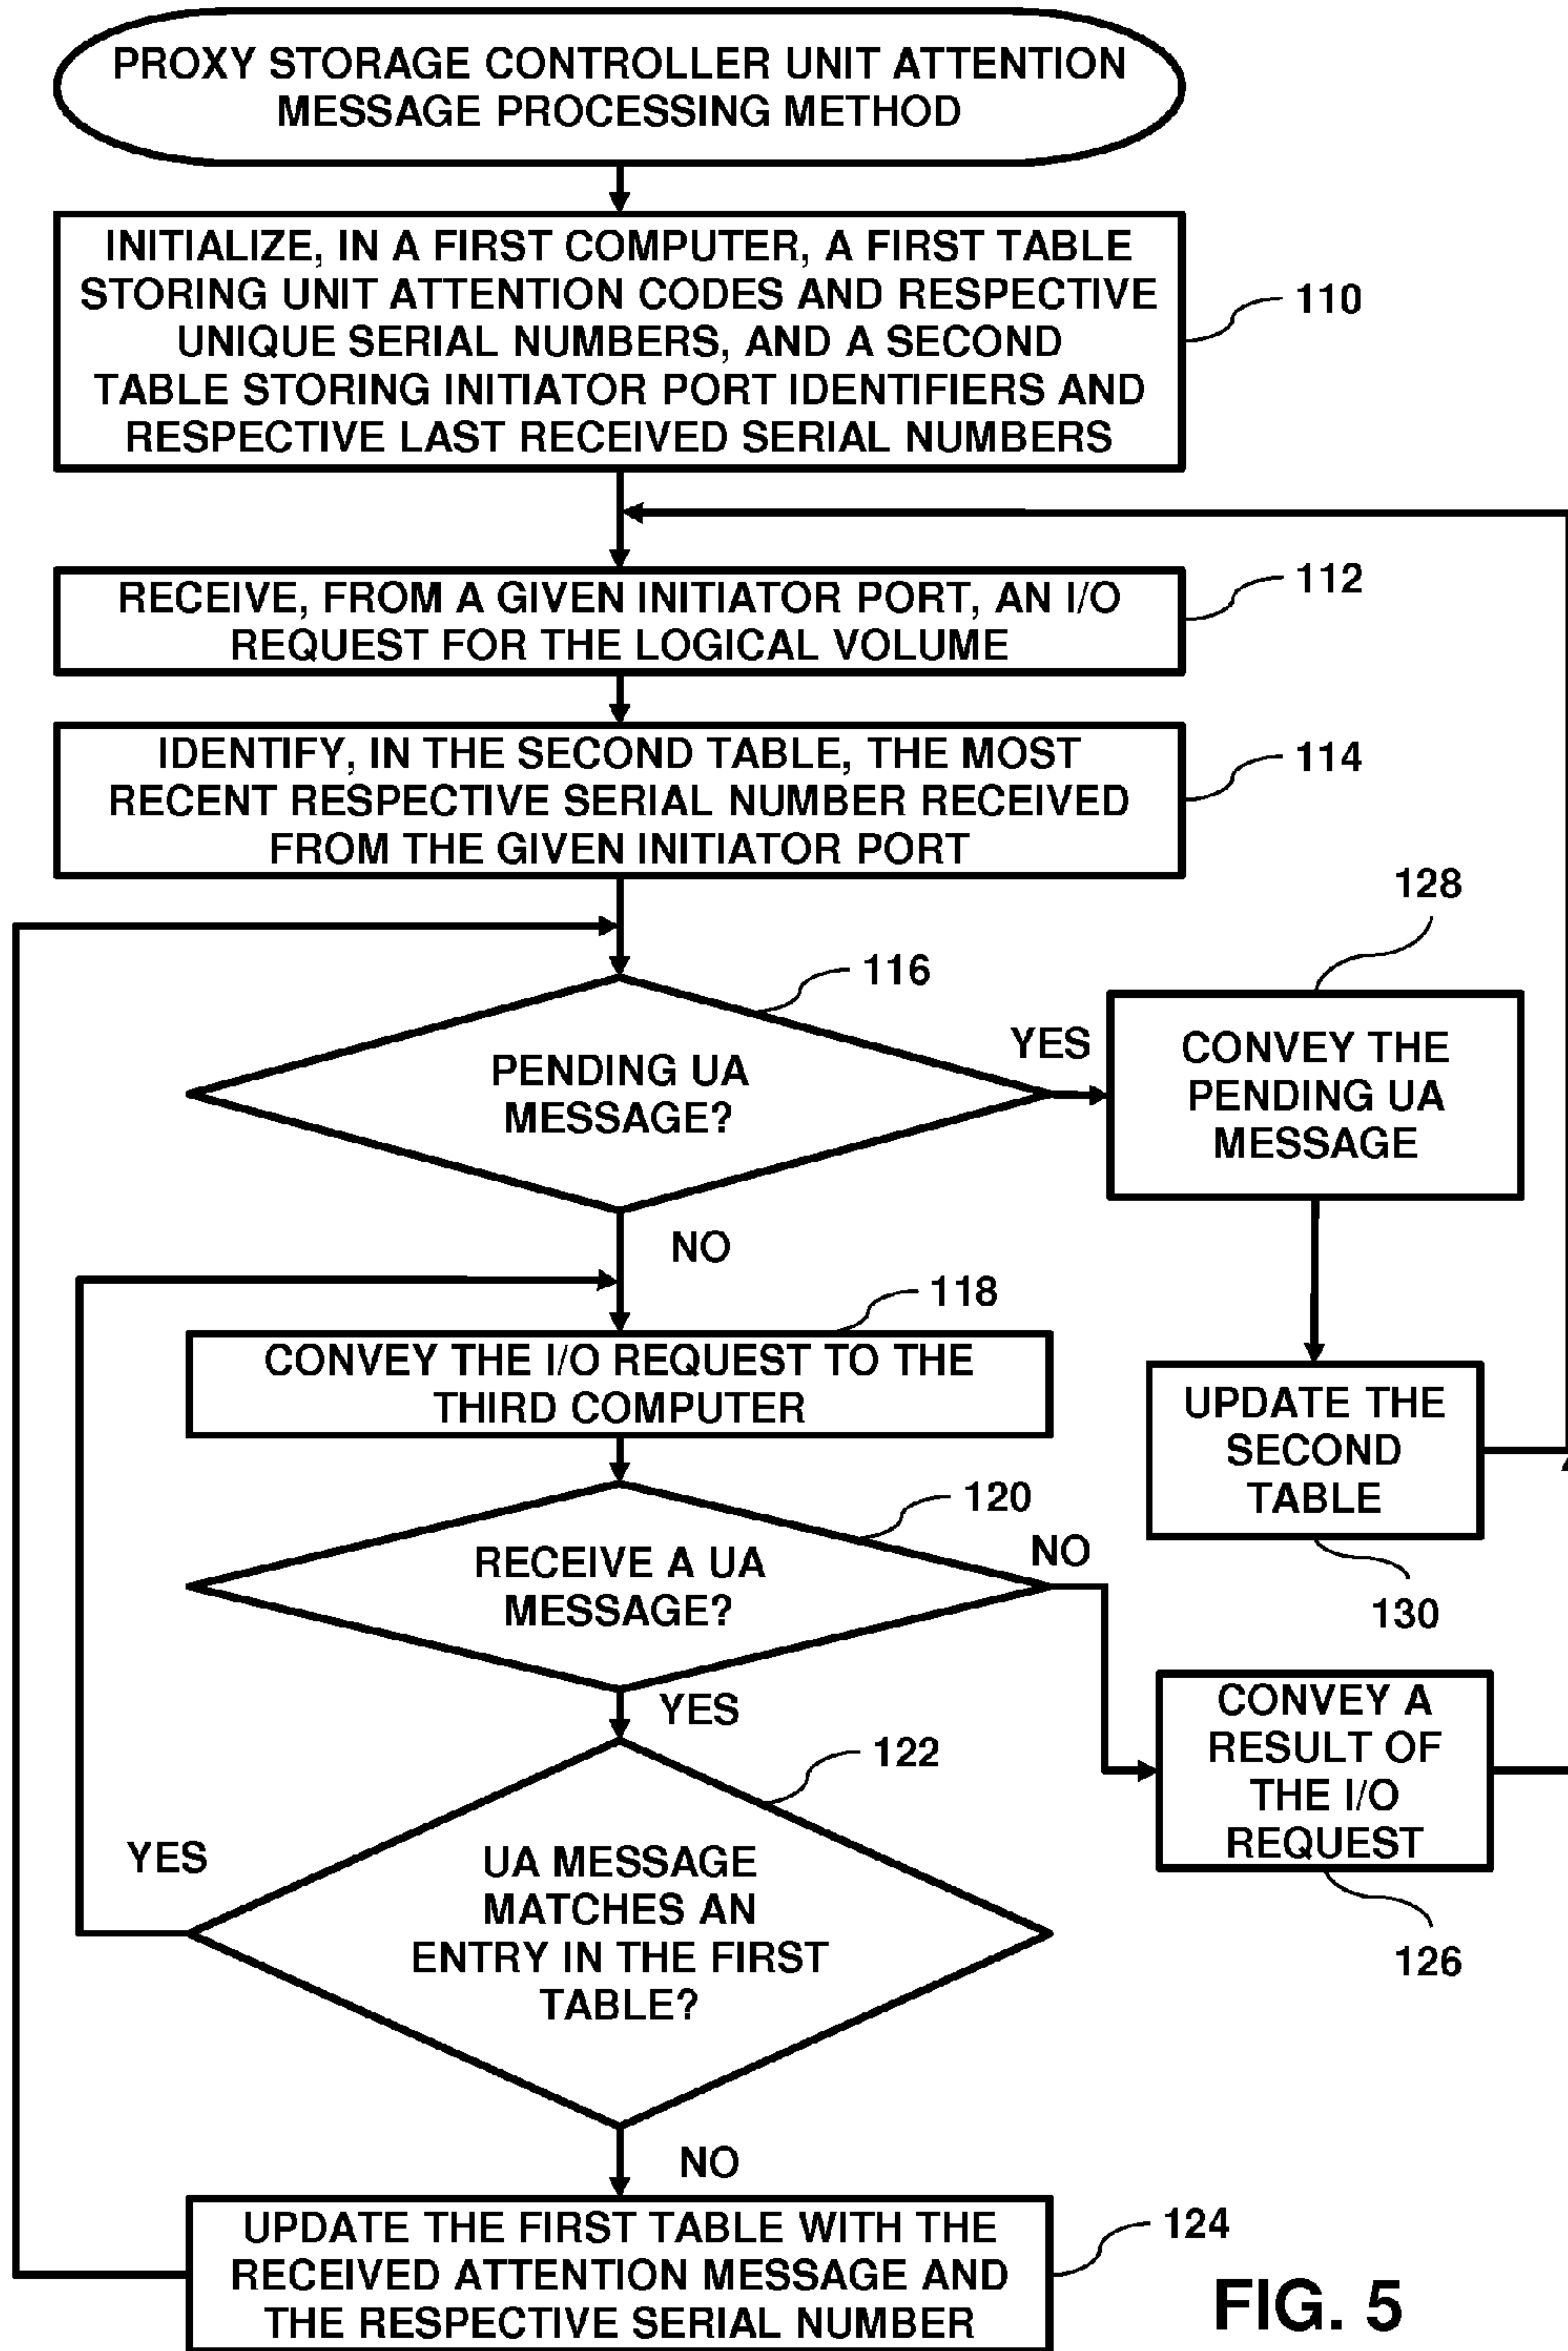 PROXY STORAGE CONTROLLER UNIT ATTENTION
MESSAGE PROCESSING METHOD
INITIALIZE, IN A FIRST COMPUTER, A FIRST TABLE
STORING UNIT ATTENTION CODES AND RESPECTIVE
UNIQUE SERIAL NUMBERS, AND A SECOND
TABLE STORING INITIATOR PORT IDENTIFIERS AND
RESPECTIVE LAST RECEIVED SERIAL NUMBERS
110
RECEIVE, FROM A GIVEN INITIATOR PORT, AN I/O
REQUEST FOR THE LOGICAL VOLUME
112
IDENTIFY, IN THE SECOND TABLE, THE MOST
RECENT RESPECTIVE SERIAL NUMBER RECEIVED
FROM THE GIVEN INITIATOR PORT
114
116
PENDING UA
MESSAGE?
YES
128
CONVEY THE
PENDING UA
MESSAGE
NO
118
CONVEY THE I/O REQUEST TO THE
THIRD COMPUTER
UPDATE THE
SECOND
TABLE
130
120
RECEIVE A UA
MESSAGE?
NO
YES
CONVEY A
RESULT OF
THE I/O
REQUEST
126
122
UA MESSAGE
MATCHES AN
ENTRY IN THE FIRST
TABLE?
YES
NO
UPDATE THE FIRST TABLE WITH THE
RECEIVED ATTENTION MESSAGE AND
THE RESPECTIVE SERIAL NUMBER
124
FIG. 5